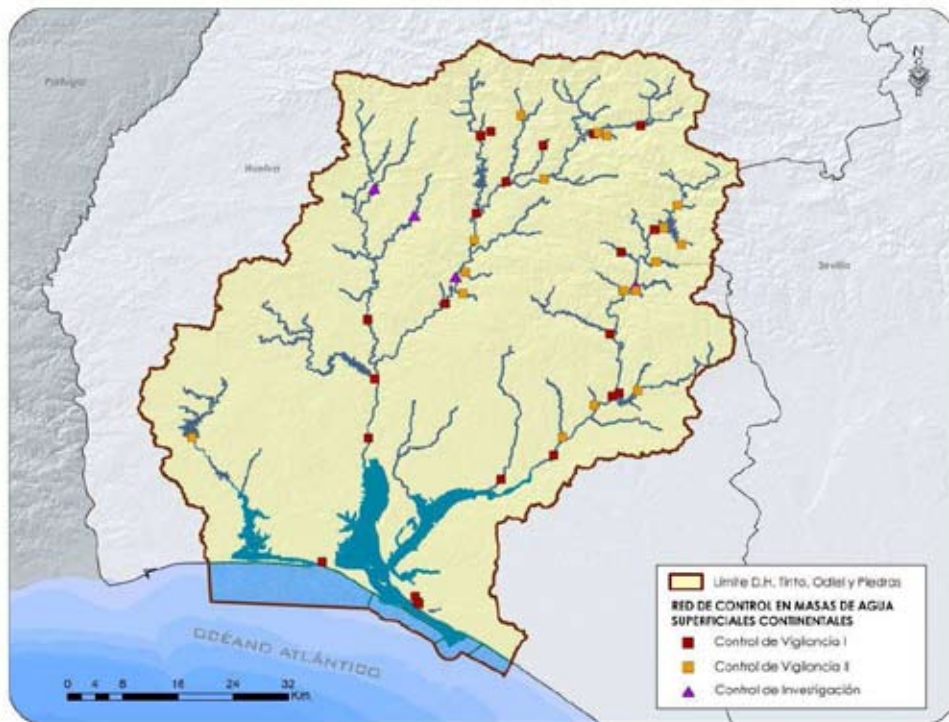 Portugal
N
Huelva
Sevilla
OCÉANO ATLÁNTICO
0 4 8 16 24 32
Km
Límite D.H. Tinto, Odiel y Piedras
RED DE CONTROL EN MASAS DE AGUA
SUPERFICIALES CONTINENTALES
Control de Vigilancia I
Control de Vigilancia II
Control de Investigación